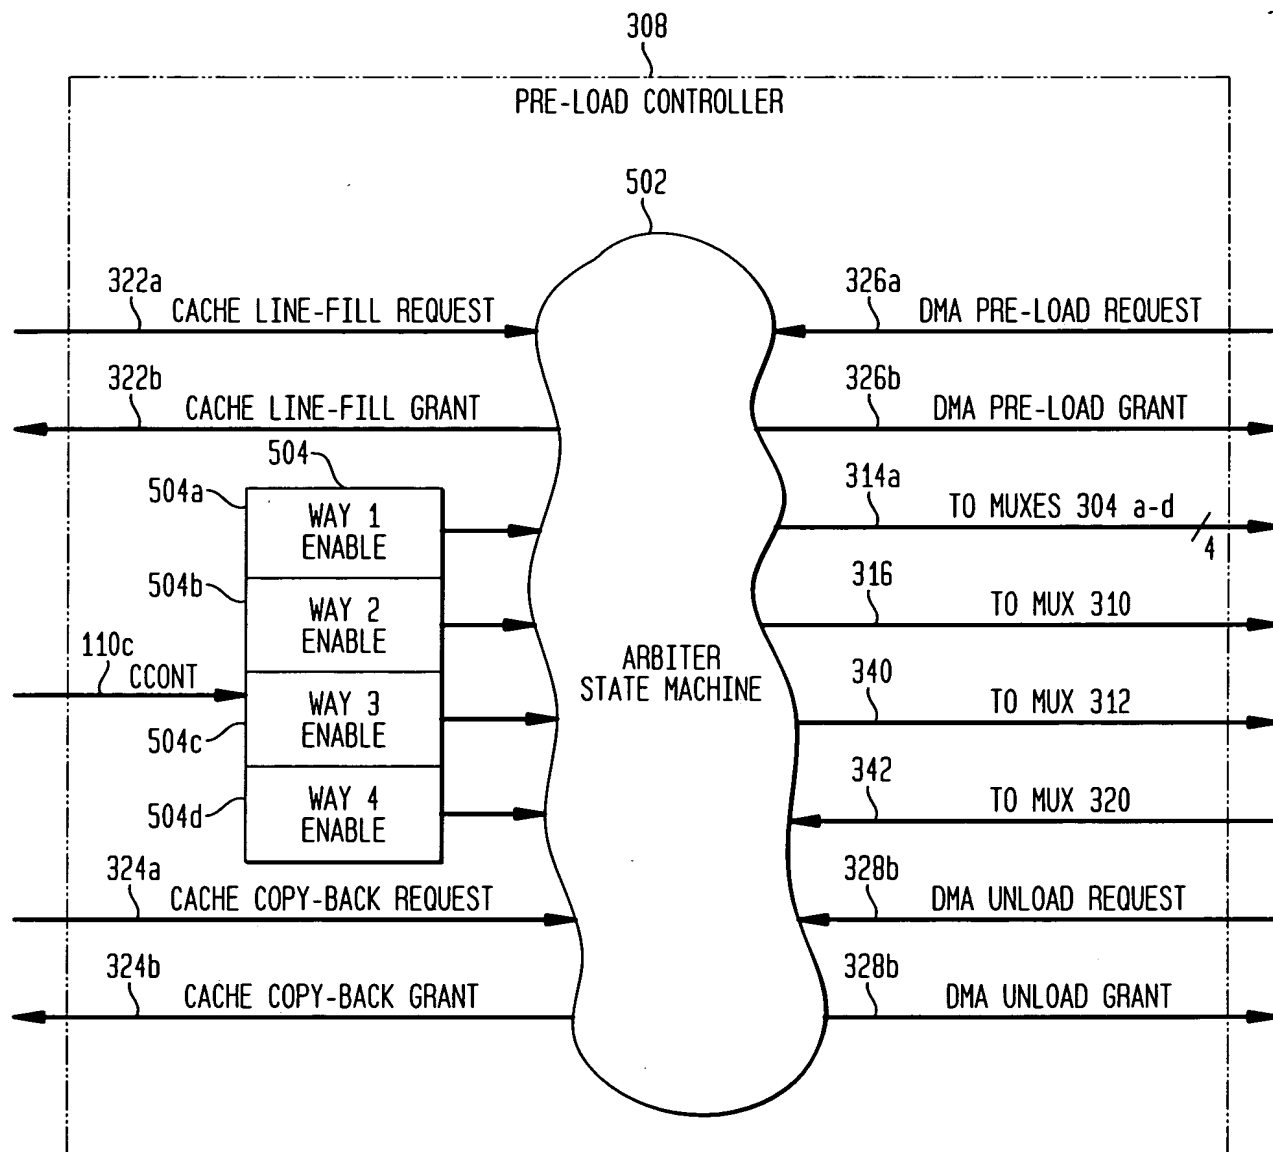 308
PRE-LOAD CONTROLLER
502
322a
CACHE LINE-FILL REQUEST
326a
DMA PRE-LOAD REQUEST
322b
CACHE LINE-FILL GRANT
326b
DMA PRE-LOAD GRANT
504
504a
WAY 1
ENABLE
314a
TO MUXES 304 a-d
4
504b
WAY 2
ENABLE
316
TO MUX 310
110c
CCONT
ARBITER
STATE MACHINE
504c
WAY 3
ENABLE
340
TO MUX 312
504d
WAY 4
ENABLE
342
TO MUX 320
324a
CACHE COPY-BACK REQUEST
328b
DMA UNLOAD REQUEST
324b
CACHE COPY-BACK GRANT
328b
DMA UNLOAD GRANT